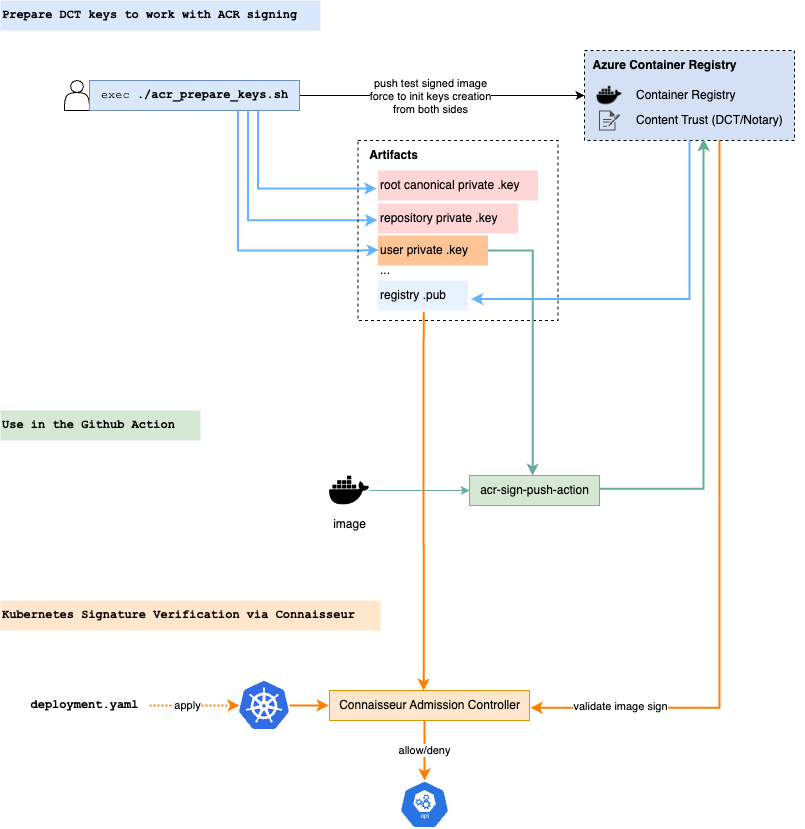 Prepare DCT keys to work with ACR signing
exec ./acr_prepare_keys.sh
push test signed image
force to init keys creation
from both sides
Azure Container Registry
Container Registry
Content Trust (DCT/Notary)
Artifacts
root canonical private .key
repository private .key
user private .key
...
registry .pub
Use in the Github Action
image
acr-sign-push-action
Kubernetes Signature Verification via Connaisseur
deployment.yaml
apply
Connaisseur Admission Controller
validate image sign
allow/deny
api